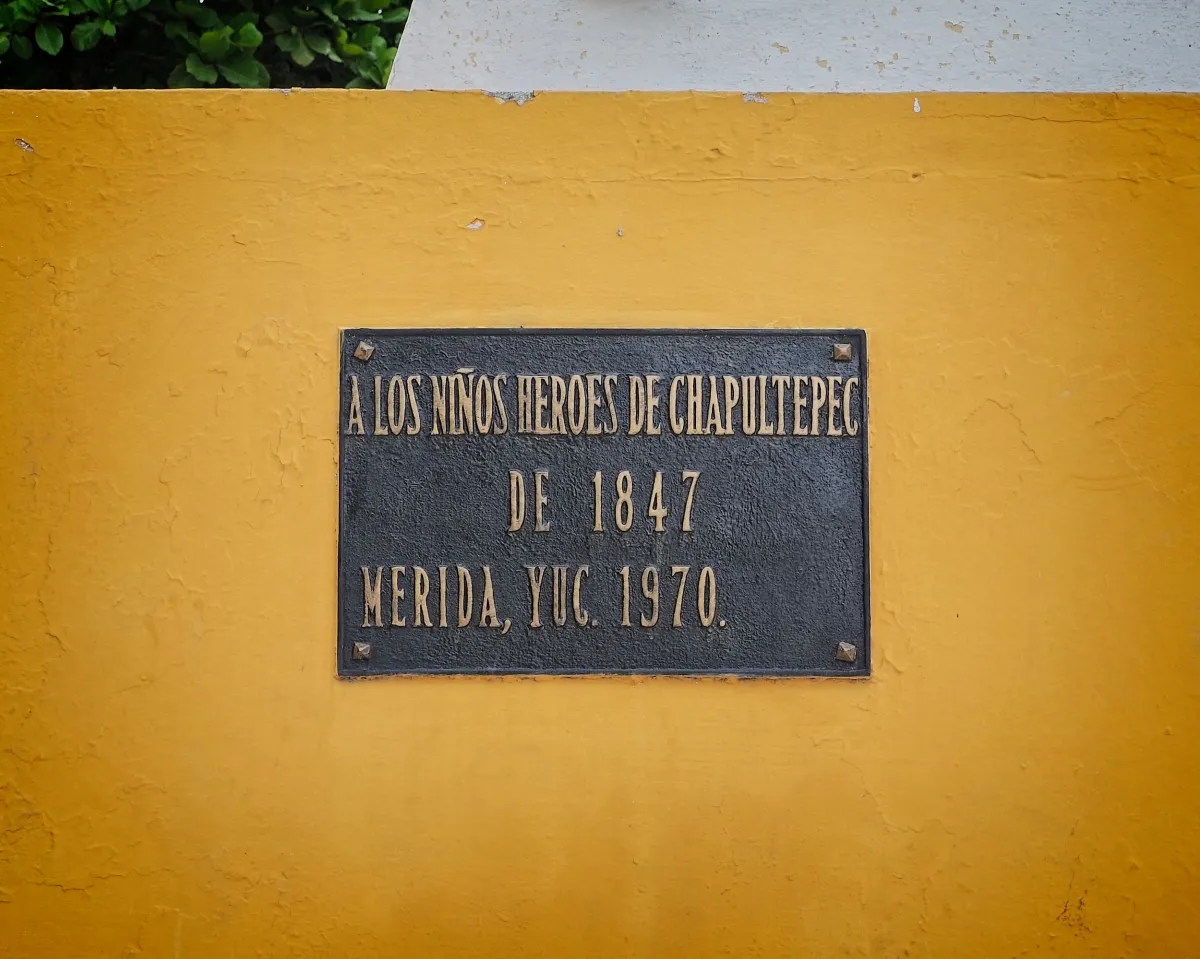 A LOS NIÑOS HEROES DE CHAPULTEPEC
DE 1847
MERIDA, YUC. 1970.